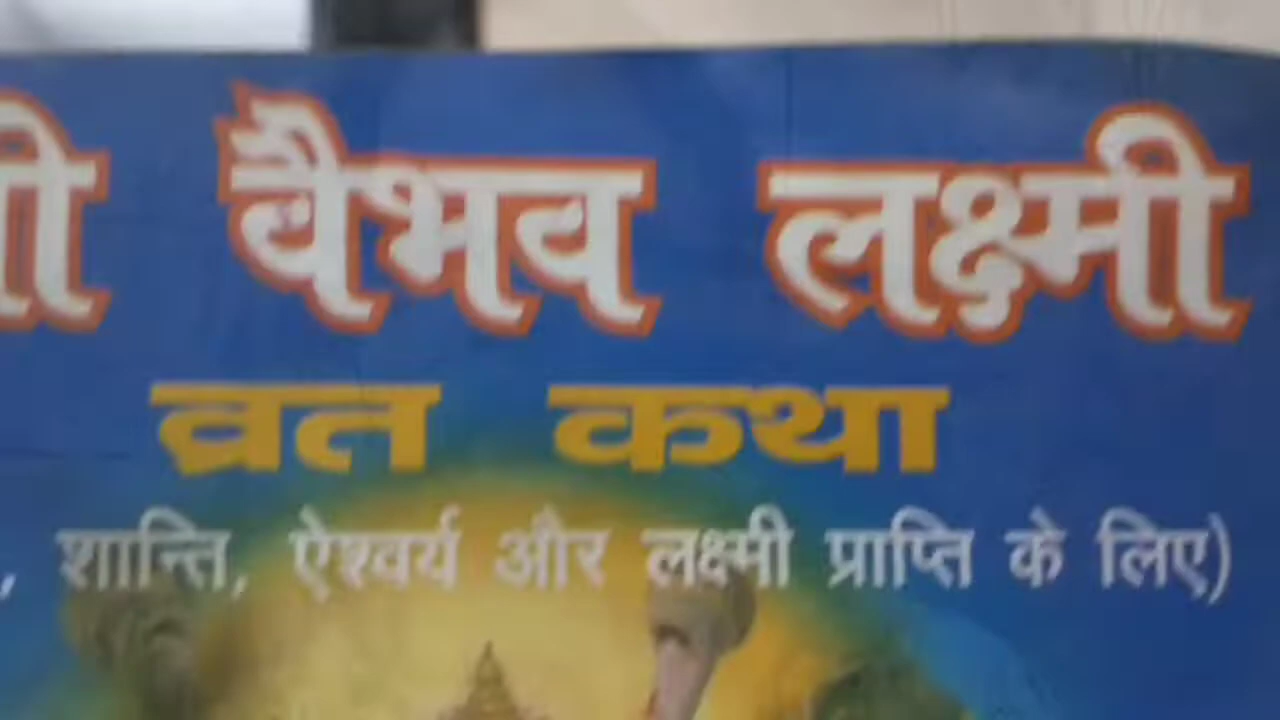 वैभव लक्ष्मी
व्रत कथा
, शान्ति, ऐश्वर्य और लक्ष्मी प्राप्ति के लिए)